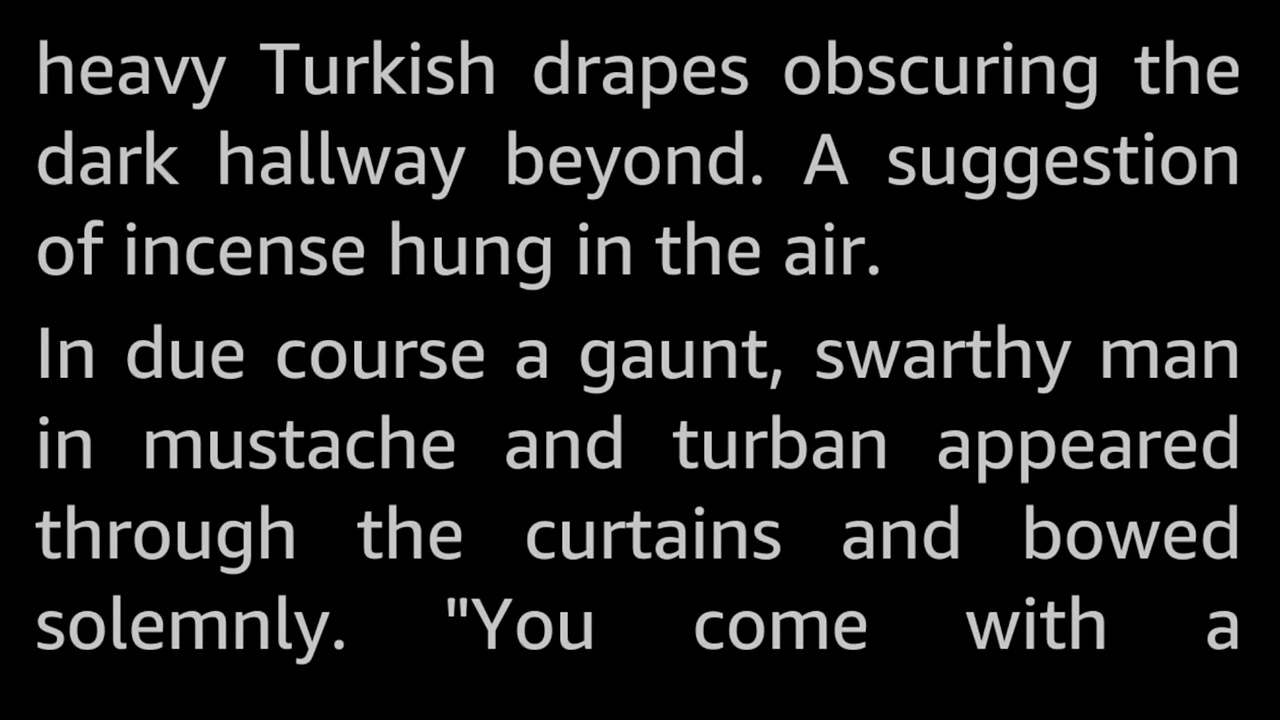 heavy Turkish drapes obscuring the
dark hallway beyond. A suggestion
of incense hung in the air.
In due course a gaunt, swarthy man
in mustache and turban appeared
through the curtains and bowed
solemnly. "You come with a